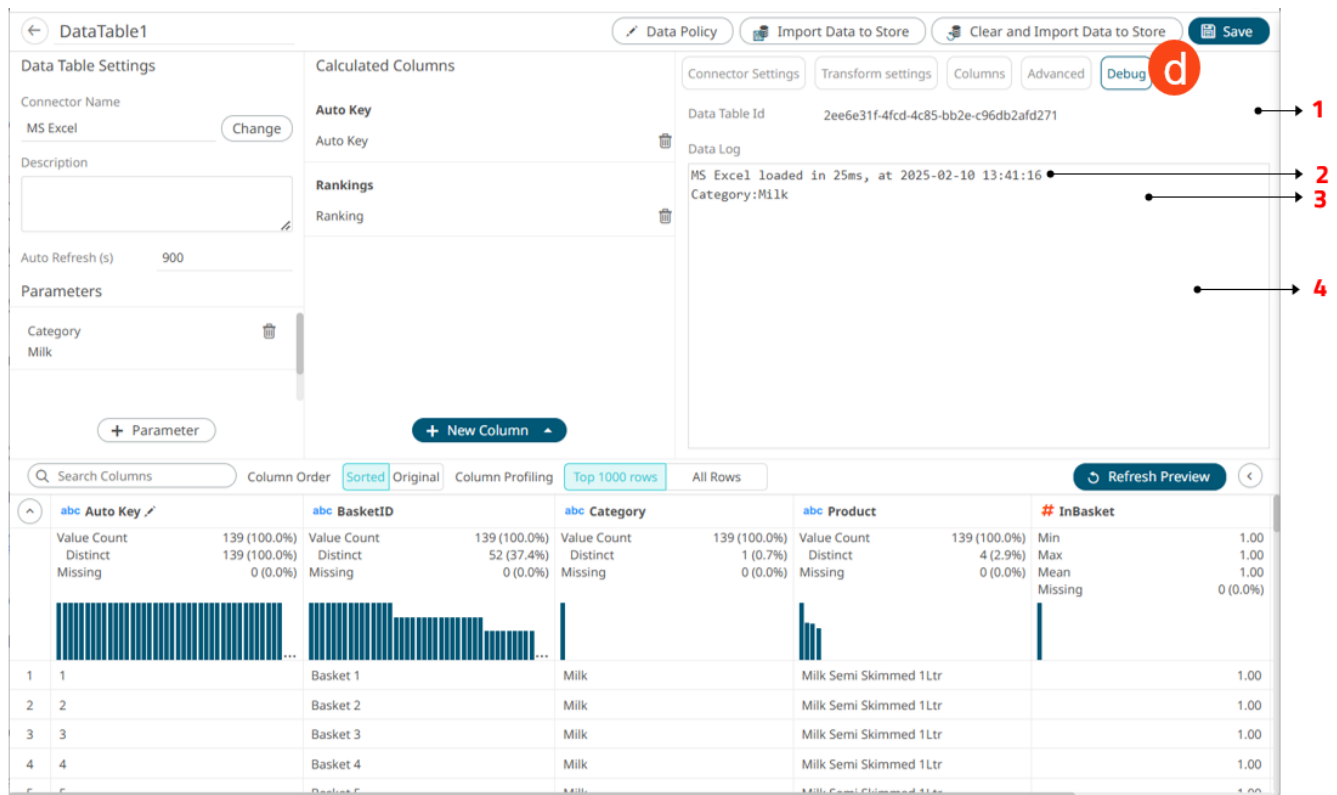 DataTable1
Data Policy
Import Data to Store
Clear and Import Data to Store
Save
Data Table Settings
Connector Name
MS Excel
Change
Description
Auto Refresh (s) 900
Parameters
Category
Milk
+ Parameter
Calculated Columns
Auto Key
Auto Key
Rankings
Ranking
+ New Column
Connector Settings
Transform settings
Columns
Advanced
Debug
d
Data Table Id 2ee6e31f-4fcd-4c85-bb2e-c96db2afd271
1
Data Log
MS Excel loaded in 25ms, at 2025-02-10 13:41:16
2
Category:Milk
3
4
Search Columns Column Order Sorted Original Column Profiling Top 1000 rows All Rows Refresh Preview
abc Auto Key abc BasketID abc Category abc Product # InBasket
Value Count 139 (100.0%) Value Count 139 (100.0%) Value Count 139 (100.0%) Value Count 139 (100.0%) Min 1.00
Distinct 139 (100.0%) Distinct 52 (37.4%) Distinct 1 (0.7%) Distinct 4 (2.9%) Max 1.00
Missing 0 (0.0%) Missing 0 (0.0%) Missing 0 (0.0%) Missing 0 (0.0%) Mean 1.00
Missing 0 (0.0%)
... ...
1 1 Basket 1 Milk Milk Semi Skimmed 1Ltr 1.00
2 2 Basket 2 Milk Milk Semi Skimmed 1Ltr 1.00
3 3 Basket 3 Milk Milk Semi Skimmed 1Ltr 1.00
4 4 Basket 4 Milk Milk Semi Skimmed 1Ltr 1.00